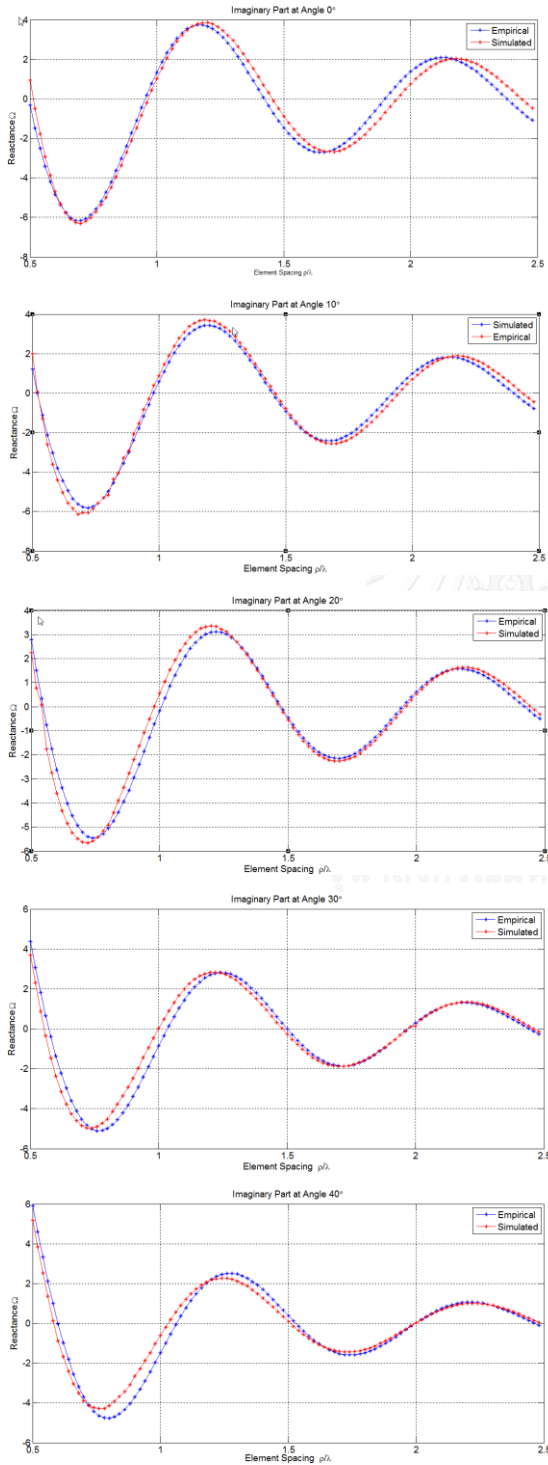 Imaginary Part at Angle 0°
Empirical
Simulated
4
2
0
-2
-4
-6
-8
Reactance Ω
0.5
1
1.5
2
2.5
Element Spacing ρ/λ
Imaginary Part at Angle 10°
Simulated
Empirical
4
2
0
-2
-4
-6
-8
Reactance Ω
0.5
1
1.5
2
2.5
Element Spacing ρ/λ
Imaginary Part at Angle 20°
Empirical
Simulated
4
3
2
1
0
-1
-2
-3
-4
-5
-6
Reactance Ω
0.5
1
1.5
2
2.5
Element Spacing ρ/λ
Imaginary Part at Angle 30°
Empirical
Simulated
6
4
2
0
-2
-4
-6
Reactance Ω
0.5
1
1.5
2
2.5
Element Spacing ρ/λ
Imaginary Part at Angle 40°
Empirical
Simulated
6
4
2
0
-2
-4
-6
Reactance Ω
0.5
1
1.5
2
2.5
Element Spacing ρ/λ